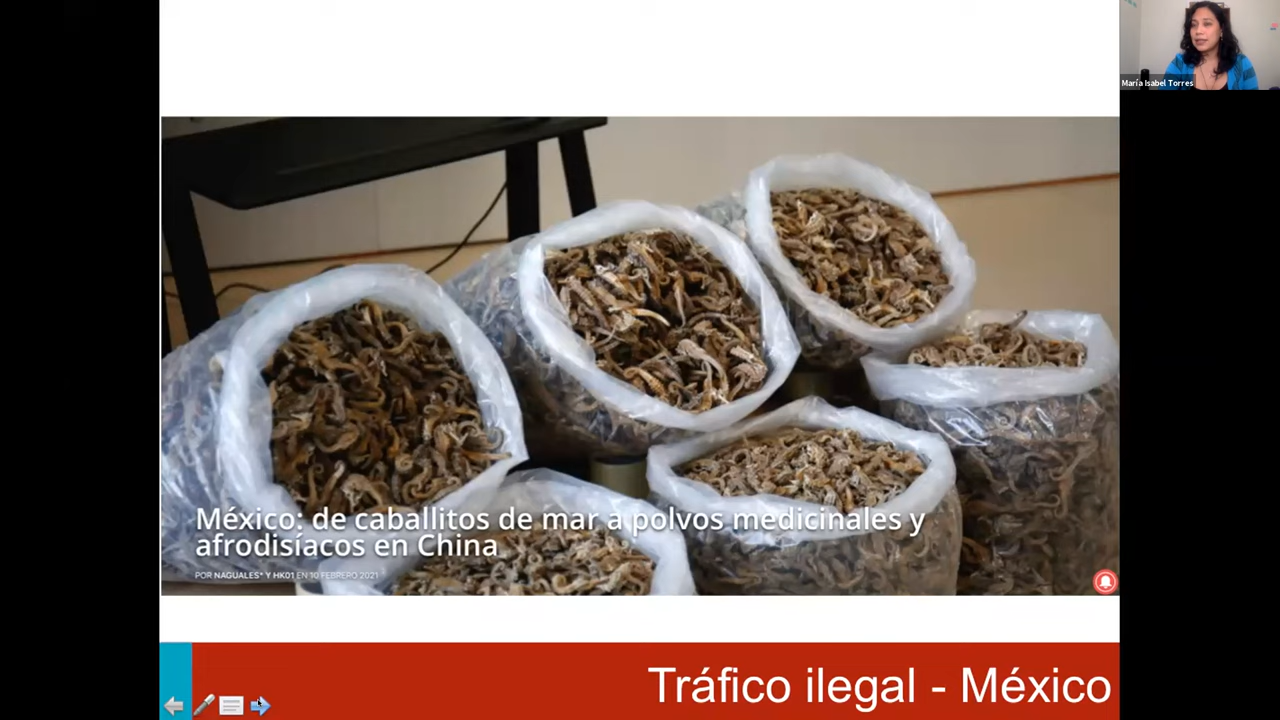 María Isabel Torres
México: de caballitos de mar a polvos medicinales y
afrodisíacos en China
POR NAGUALES* Y HK01 EN 10 FEBRERO 2021
Tráfico ilegal - México